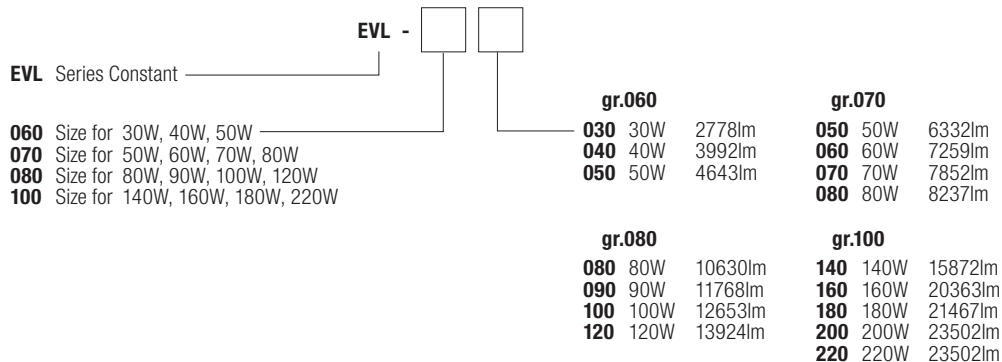 EVL -
EVL Series Constant
060 Size for 30W, 40W, 50W
070 Size for 50W, 60W, 70W, 80W
080 Size for 80W, 90W, 100W, 120W
100 Size for 140W, 160W, 180W, 220W
gr.060
030 30W 2778lm
040 40W 3992lm
050 50W 4643lm
gr.070
050 50W 6332lm
060 60W 7259lm
070 70W 7852lm
080 80W 8237lm
gr.080
080 80W 10630lm
090 90W 11768lm
100 100W 12653lm
120 120W 13924lm
gr.100
140 140W 15872lm
160 160W 20363lm
180 180W 21467lm
200 200W 23502lm
220 220W 23502lm